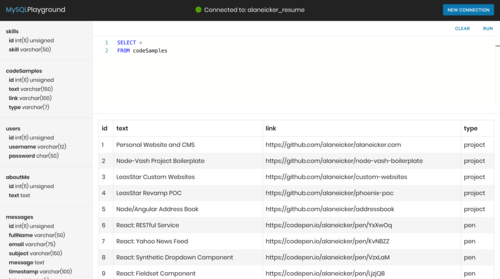 MySQLPlayground
Connected to: alaneicker_resume
NEW CONNECTION
CLEAR
RUN
skills
id int(11) unsigned
skill varchar(50)
codeSamples
id int(11) unsigned
text varchar(150)
link varchar(100)
type varchar(7)
users
id int(11) unsigned
username varchar(12)
password char(50)
aboutMe
id int(11) unsigned
text text
messages
id int(11) unsigned
fullName varchar(50)
email varchar(75)
subject varchar(150)
message text
timestamp varchar(100)
1 SELECT *
2 FROM codeSamples
id text link type
1 Personal Website and CMS https://github.com/alaneicker/alaneicker.com project
2 Node-Vash Project Boilerplate https://github.com/alaneicker/node-vash-boilerplate project
3 LeasStar Custom Websites https://github.com/alaneicker/custom-websites project
4 LeasStar Revamp POC https://github.com/alaneicker/phoenix-poc project
5 Node/Angular Address Book https://github.com/alaneicker/addressbook project
6 React: RESTful Service https://codepen.io/alaneicker/pen/YxXwOq pen
7 React: Yahoo News Feed https://codepen.io/alaneicker/pen/KvNBZZ pen
8 React: Synthetic Dropdown Component https://codepen.io/alaneicker/pen/VzxLaM pen
9 React: Fieldset Component https://codepen.io/alaneicker/pen/LjzjQB pen